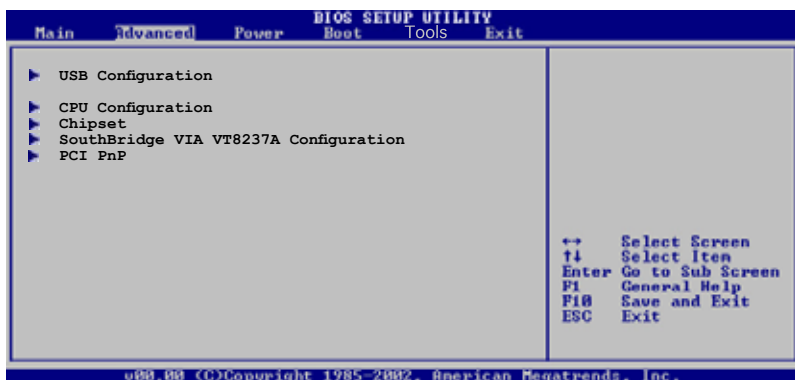 BIOS SETUP UTILITY
Main Advanced Power Boot Tools Exit
USB Configuration
CPU Configuration
Chipset
SouthBridge VIA VT8237A Configuration
PCI PnP
↔ Select Screen
↑↓ Select Item
Enter Go to Sub Screen
F1 General Help
F10 Save and Exit
ESC Exit
v00.00 (C)Copyright 1985-2002, American Megatrends, Inc.